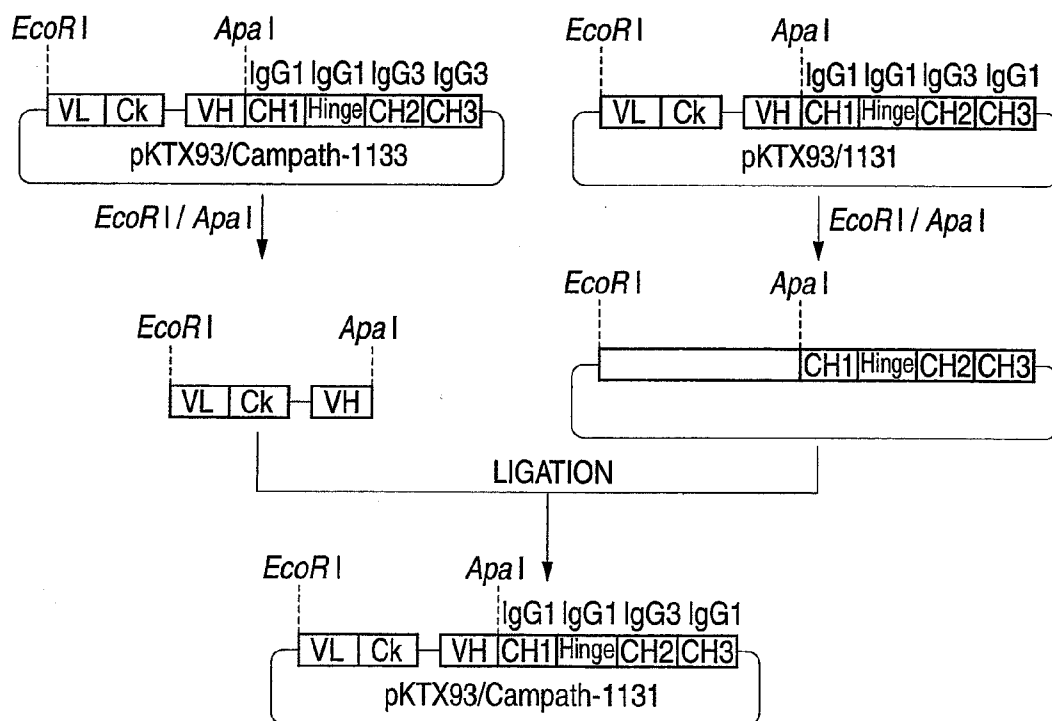 EcoR I
Apa I
IgG1 IgG1 IgG3 IgG3
VL Ck VH CH1 Hinge CH2 CH3
pKTX93/Campath-1133
EcoR I / Apa I
EcoR I
Apa I
IgG1 IgG1 IgG3 IgG1
VL Ck VH CH1 Hinge CH2 CH3
pKTX93/1131
EcoR I / Apa I
EcoR I
Apa I
VL Ck VH
EcoR I
Apa I
CH1 Hinge CH2 CH3
LIGATION
EcoR I
Apa I
IgG1 IgG1 IgG3 IgG1
VL Ck VH CH1 Hinge CH2 CH3
pKTX93/Campath-1131